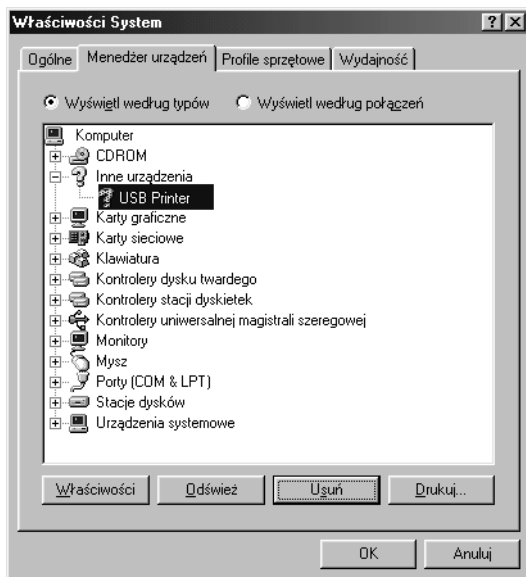 Właściwości System
Ogólne Menedżer urządzeń Profile sprzętowe Wydajność
Wyświetl według typów Wyświetl według połączeń
Komputer
CDROM
Inne urządzenia
USB Printer
Karty graficzne
Karty sieciowe
Klawiatura
Kontrolery dysku twardego
Kontrolery stacji dyskietek
Kontrolery uniwersalnej magistrali szeregowej
Monitory
Mysz
Porty (COM & LPT)
Stacje dysków
Urządzenia systemowe
Właściwości Odśwież Usuń Drukuj...
OK Anuluj